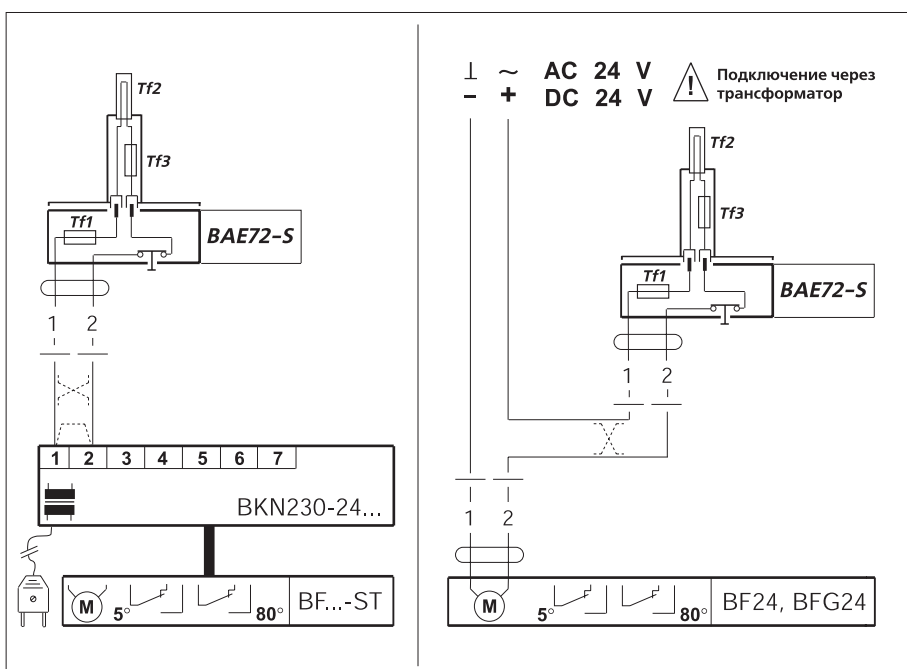 Tf2
Tf3
Tf1
BAE72-S
1 2
1 2 3 4 5 6 7
BKN230-24...
M 5° 80° BF...-ST
⊥ ~ AC 24 V
− + DC 24 V
! Подключение через
трансформатор
Tf2
Tf3
Tf1
BAE72-S
1 2
1 2
M 5° 80° BF24, BFG24